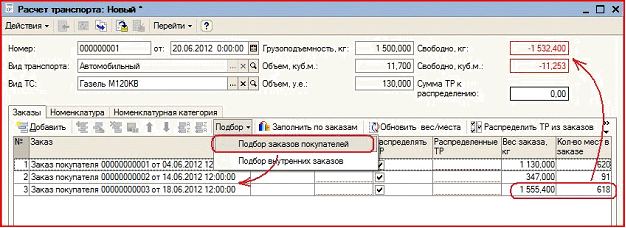 Расчет транспорта: Новый *
Действия Перейти ?
Номер: 000000001 от: 20.06.2012 0:00:00 Грузоподъемность, кг: 1 500,000 Свободно, кг: -1 532,400
Вид транспорта: Автомобильный ... x Объем, куб.м.: 11,700 Свободно, куб.м.: -11,253
Вид ТС: Газель М120КВ ... Объем, у.е.: 130,000 Сумма ТР к
распределению: 0,00
Заказы Номенклатура Номенклатурная категория
Добавить Подбор Заполнить по заказам Обновить вес/места Распределить ТР из заказов
Подбор заказов покупателей
Подбор внутренних заказов
№ Заказ Распределять ТР Распределенные ТР Вес заказа, кг Кол-во мест в заказе
1 Заказ покупателя 00000000001 от 04.06.2012 12 1 130,000 620
2 Заказ покупателя 00000000002 от 14.06.2012 12:00:00 347,000 91
3 Заказ покупателя 00000000003 от 18.06.2012 12:00:00 1 555,400 618